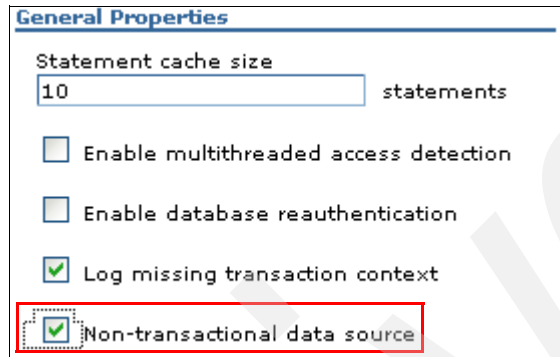 General Properties
Statement cache size
10 statements
Enable multithreaded access detection
Enable database reauthentication
Log missing transaction context
Non-transactional data source